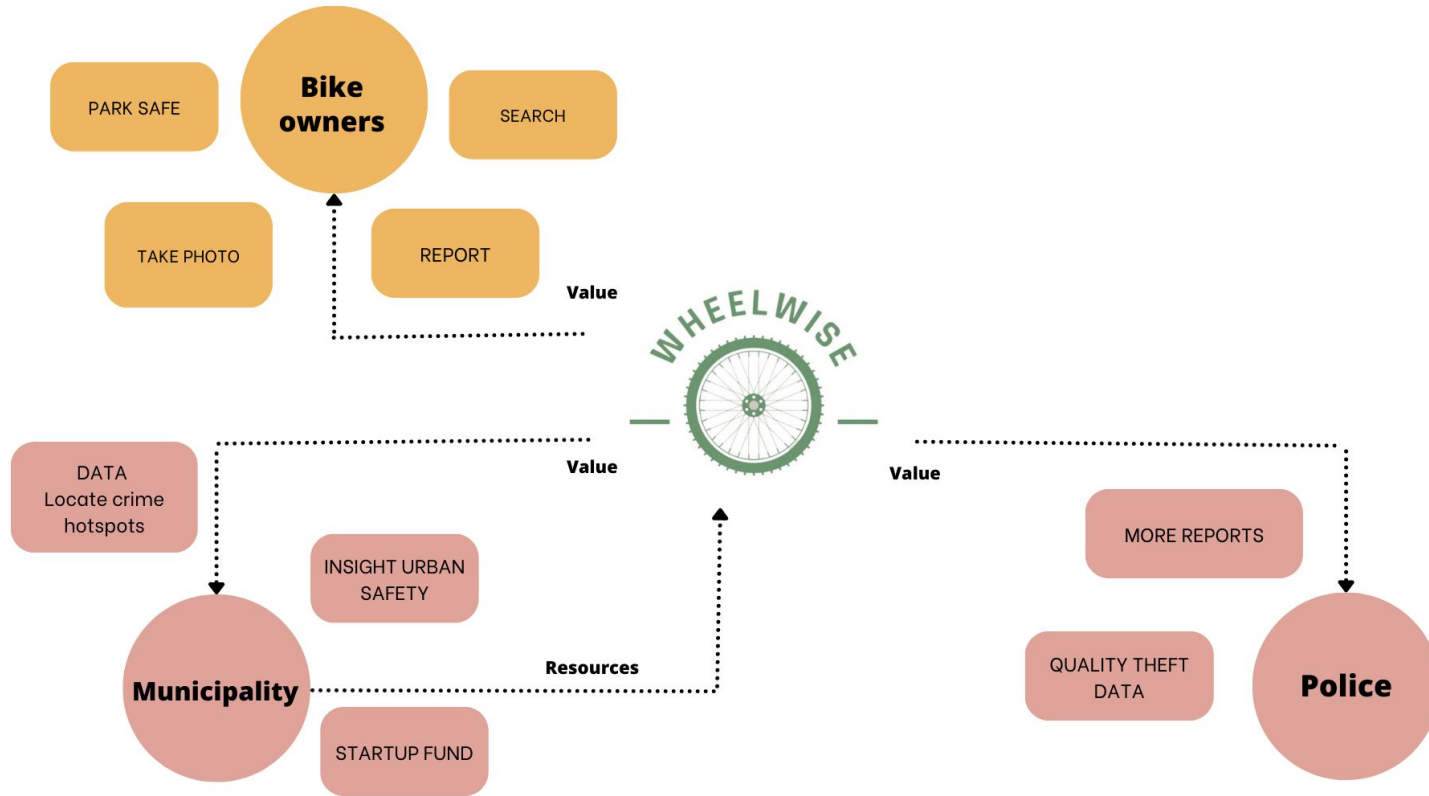 Bike
owners
PARK SAFE
SEARCH
TAKE PHOTO
REPORT
Value
WHEELWISE
DATA
Locate crime
hotspots
Value
Value
INSIGHT URBAN
SAFETY
MORE REPORTS
Municipality
Resources
QUALITY THEFT
DATA
Police
STARTUP FUND